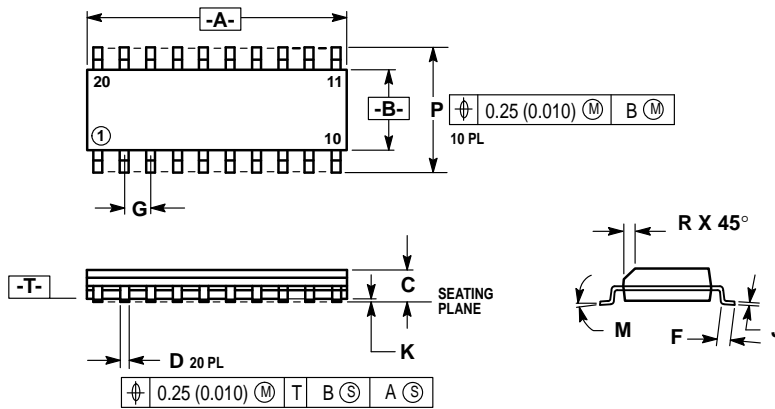 -A-
20 11
-B-
P
⌖ 0.25 (0.010) Ⓜ B Ⓜ
10 PL
① 10
G
R X 45°
-T-
C
SEATING
PLANE
M
F
J
K
D 20 PL
⌖ 0.25 (0.010) Ⓜ T B Ⓢ A Ⓢ